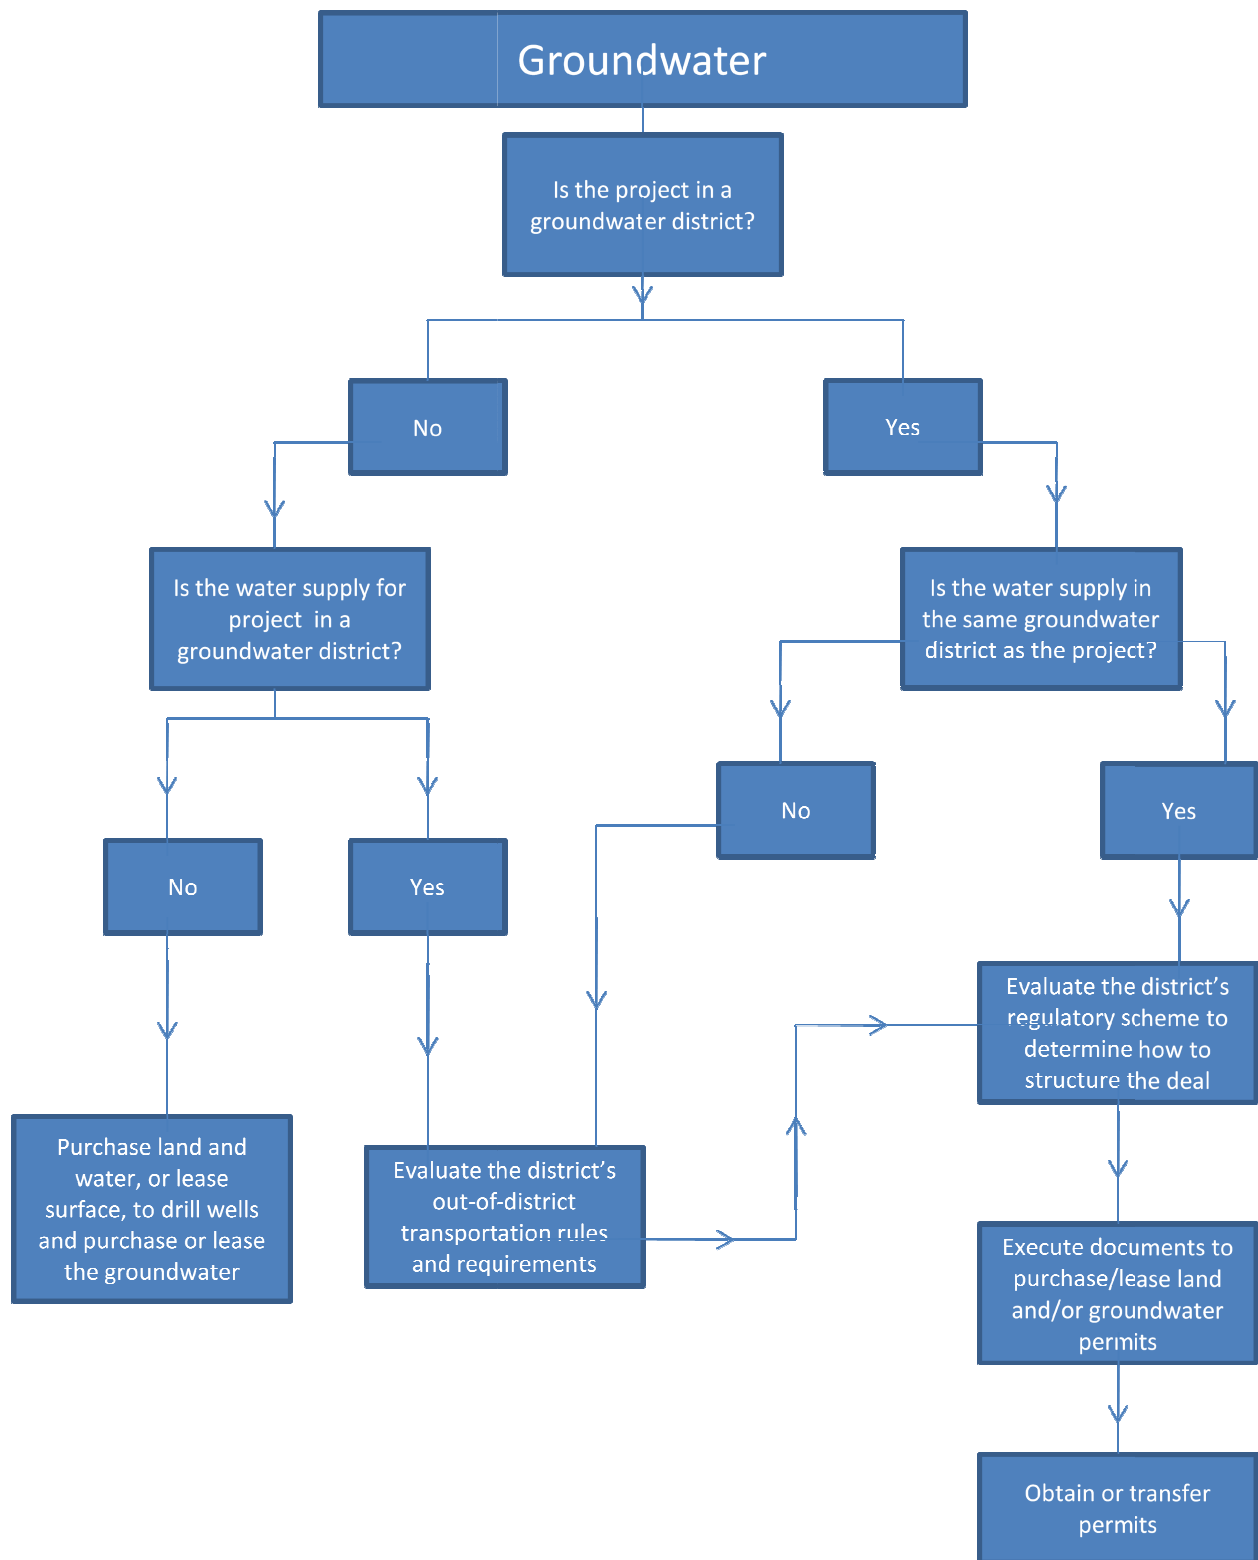 Groundwater
Is the project in a
groundwater district?
No
Yes
Is the water supply for
project in a
groundwater district?
Is the water supply in
the same groundwater
district as the project?
No
Yes
No
Yes
Evaluate the district's
regulatory scheme to
determine how to
structure the deal
Purchase land and
water, or lease
surface, to drill wells
and purchase or lease
the groundwater
Evaluate the district's
out-of-district
transportation rules
and requirements
Execute documents to
purchase/lease land
and/or groundwater
permits
Obtain or transfer
permits